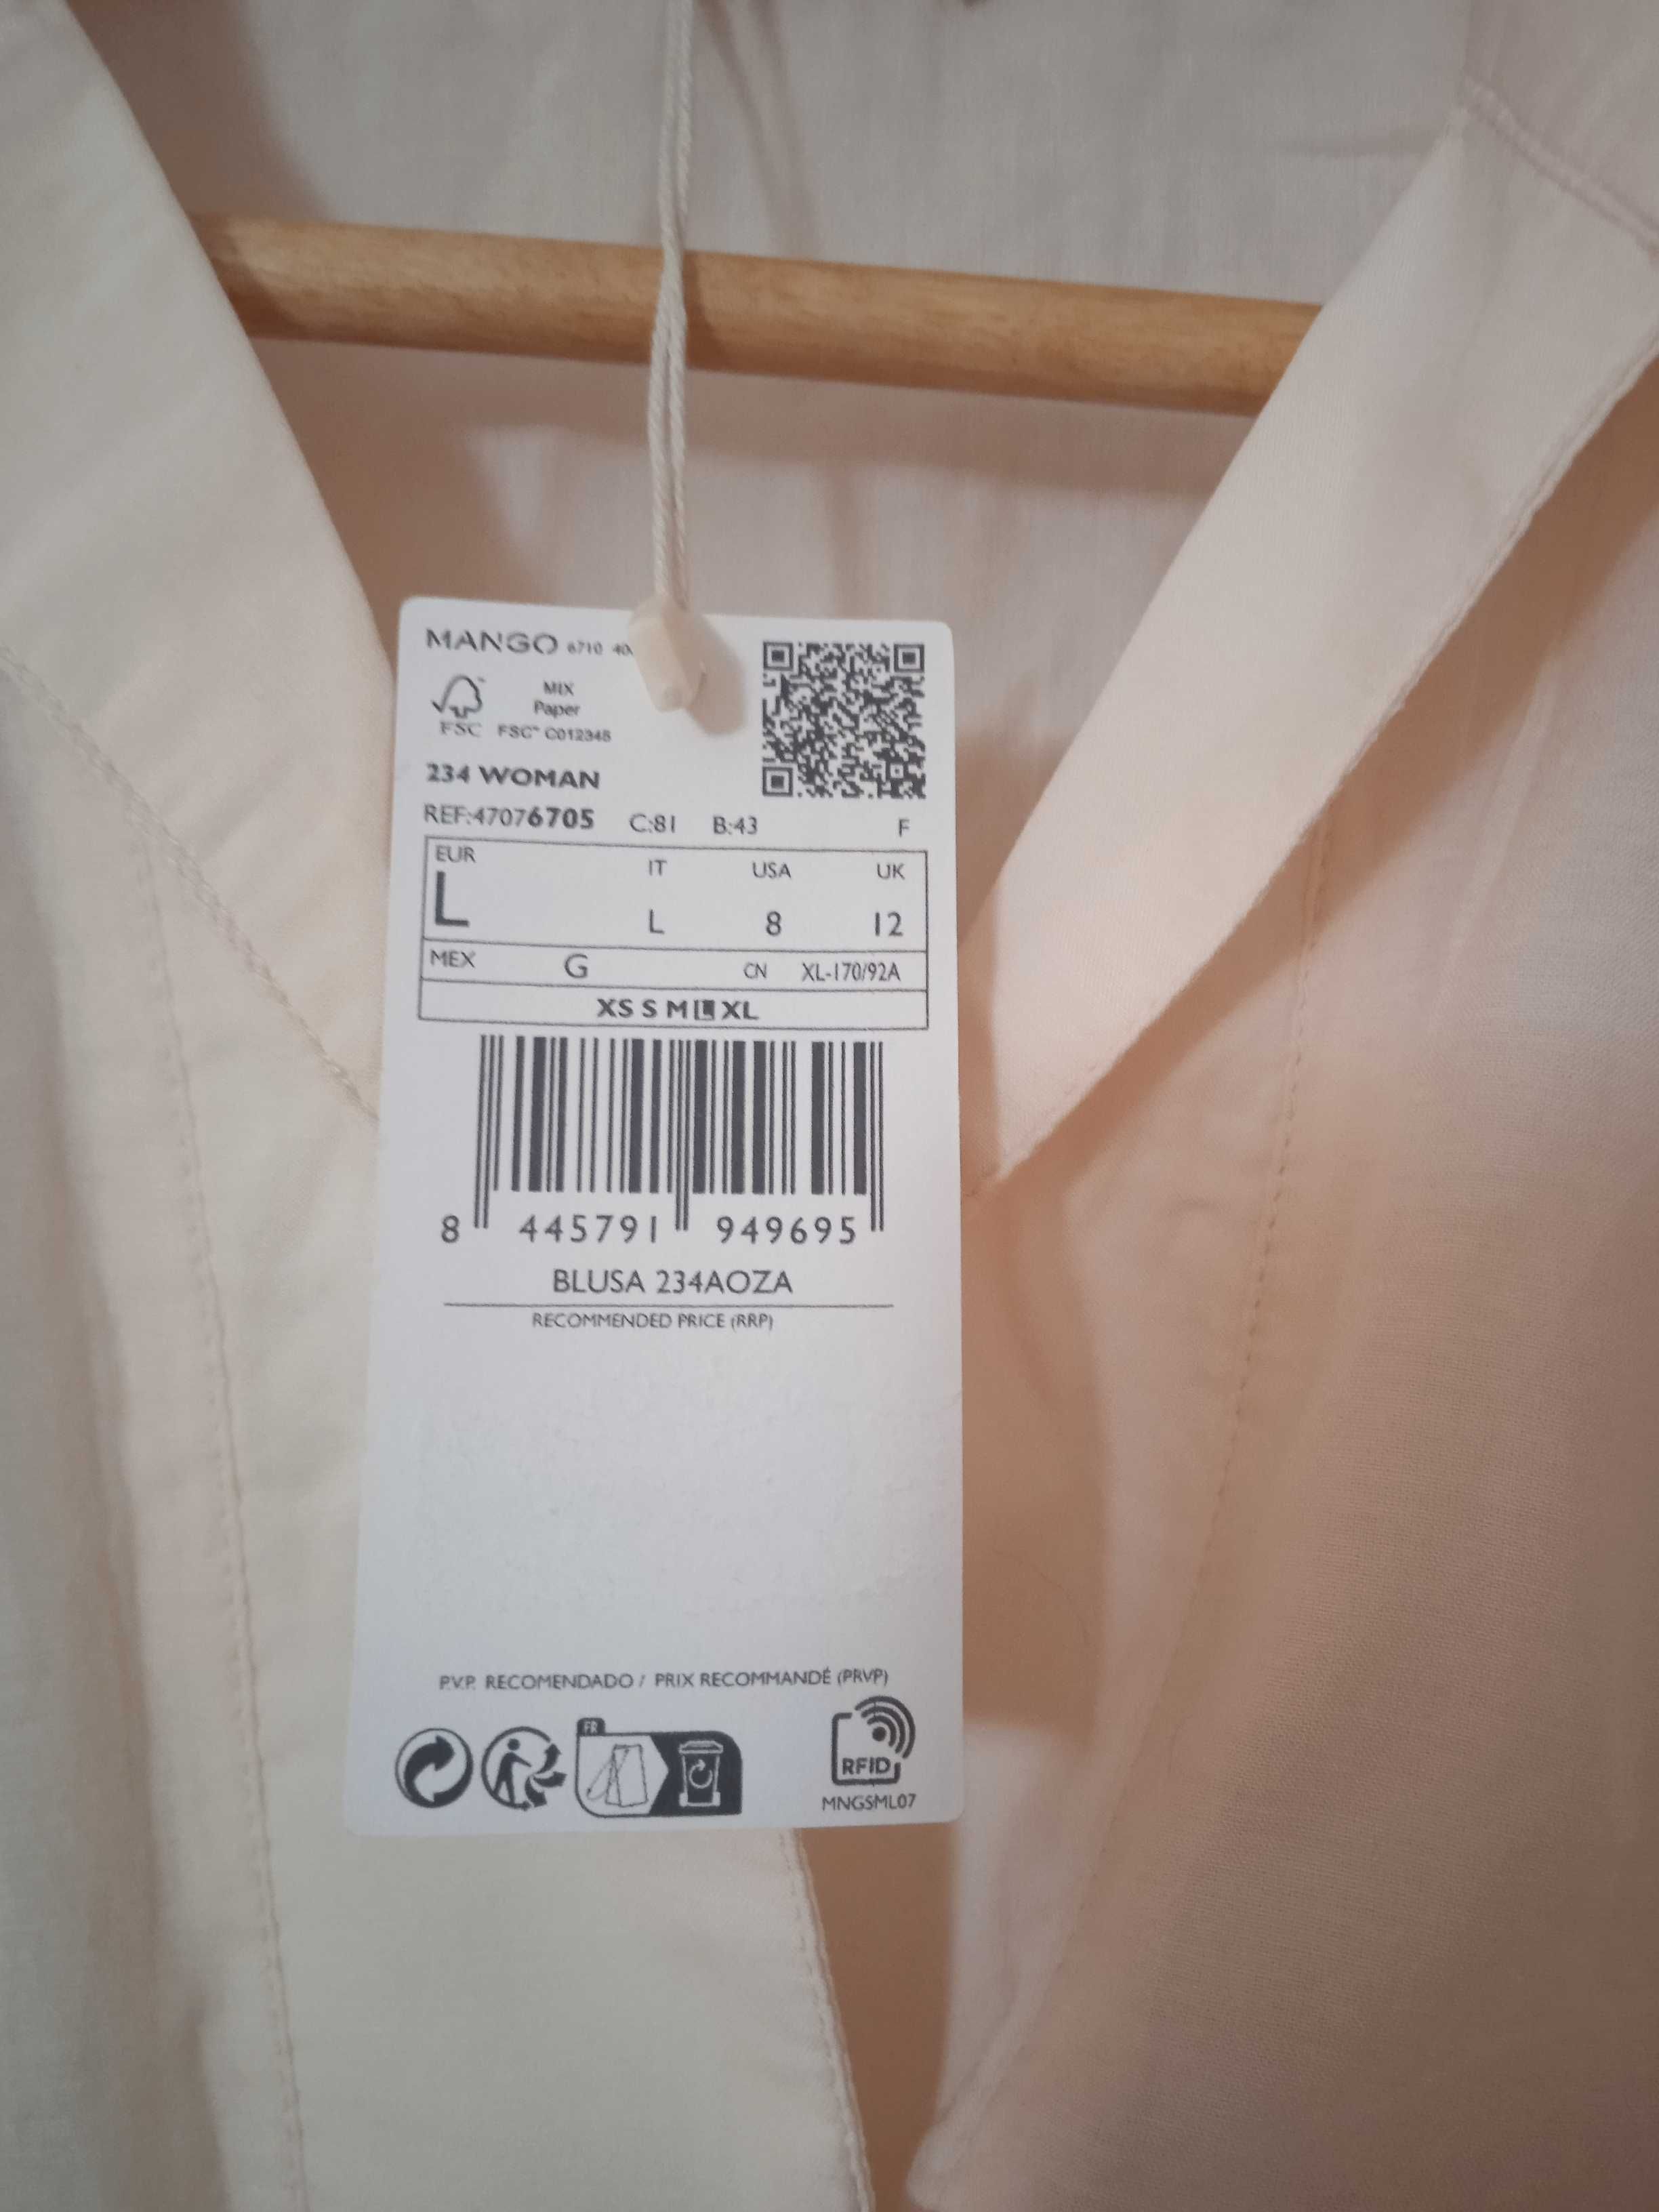 MANGO 6710
MIX
Paper
FSC FSC™ C012345
234 WOMAN
REF:47076705 C:81 B:43 F
EUR IT USA UK
L L 8 12
MEX G CN XL-170/92A
XS S M L XL
8 445791 949695
BLUSA 234AOZA
RECOMMENDED PRICE (RRP)
P.V.P. RECOMENDADO / PRIX RECOMMANDÉ (PRVP)
FR
RFID
MNGSML07